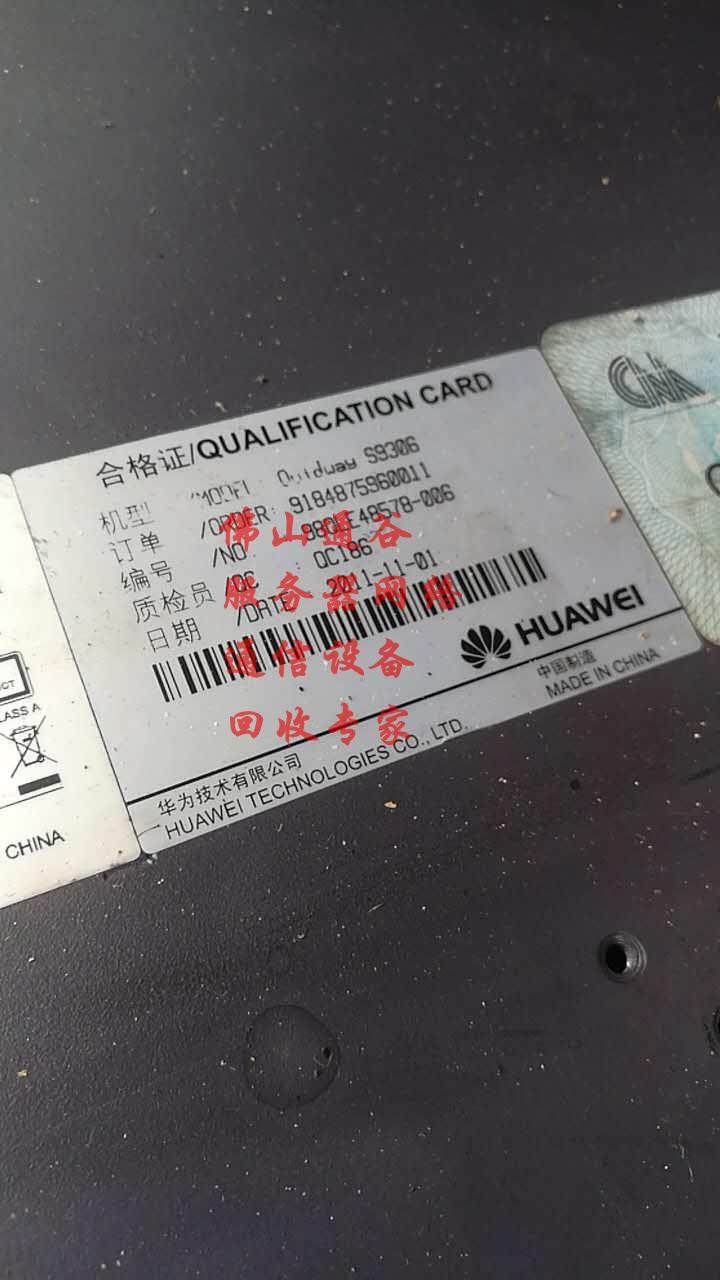 合格证/QUALIFICATION CARD
机型 /MODEL: Quidway S9306
订单 /ORDER: 9184875960011
编号 /NO
质检员 /QC QC186
日期 /DATE 2011-11-01
HUAWEI
中国制造
MADE IN CHINA
华为技术有限公司
HUAWEI TECHNOLOGIES CO., LTD.
LASS A
CHINA
佛山通谷
服务器网络
通信设备
回收专家